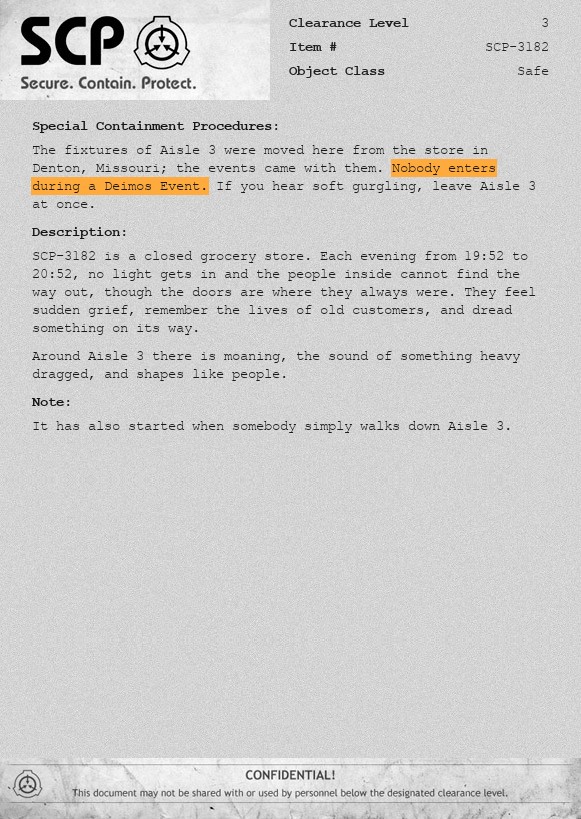 SCP
Secure. Contain. Protect.
Clearance Level 3
Item # SCP-3182
Object Class Safe
Special Containment Procedures:
The fixtures of Aisle 3 were moved here from the store in
Denton, Missouri; the events came with them. Nobody enters
during a Deimos Event. If you hear soft gurgling, leave Aisle 3
at once.
Description:
SCP-3182 is a closed grocery store. Each evening from 19:52 to
20:52, no light gets in and the people inside cannot find the
way out, though the doors are where they always were. They feel
sudden grief, remember the lives of old customers, and dread
something on its way.
Around Aisle 3 there is moaning, the sound of something heavy
dragged, and shapes like people.
Note:
It has also started when somebody simply walks down Aisle 3.
CONFIDENTIAL!
This document may not be shared with or used by personnel below the designated clearance level.